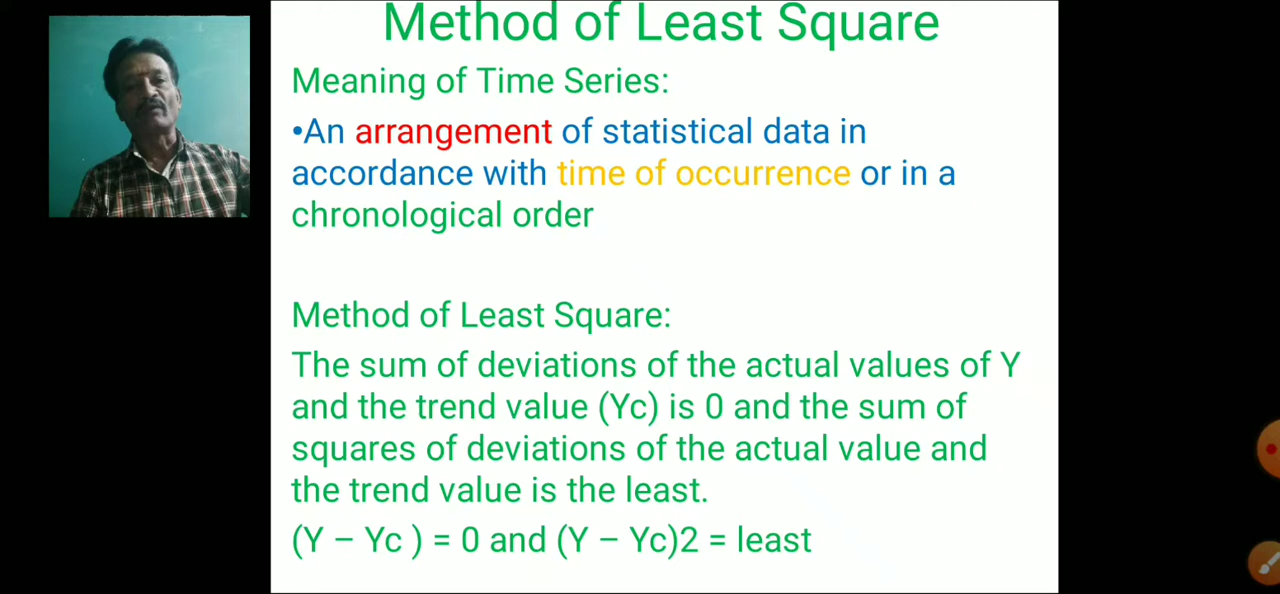 Method of Least Square
Meaning of Time Series:
•An arrangement of statistical data in
accordance with time of occurrence or in a
chronological order
Method of Least Square:
The sum of deviations of the actual values of Y
and the trend value (Yc) is 0 and the sum of
squares of deviations of the actual value and
the trend value is the least.
(Y – Yc ) = 0 and (Y – Yc)2 = least